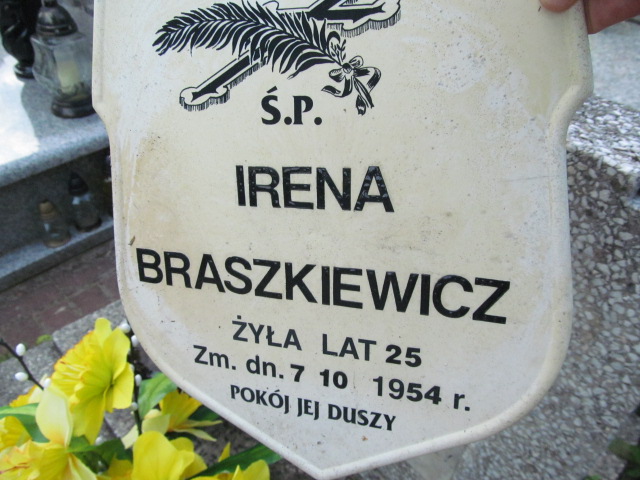 Ś.P.
IRENA
BRASZKIEWICZ
ŻYŁA LAT 25
Zm. dn. 7 10 1954 r.
POKÓJ JEJ DUSZY